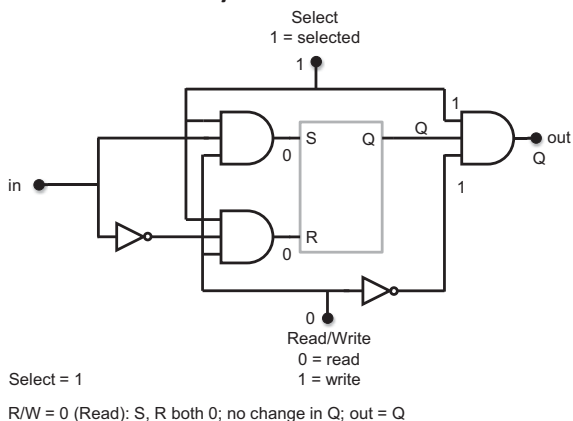 Select
1 = selected
1
1
Q
S
Q
out
0
Q
in
1
R
0
0
Read/Write
0 = read
1 = write
Select = 1
R/W = 0 (Read): S, R both 0; no change in Q; out = Q